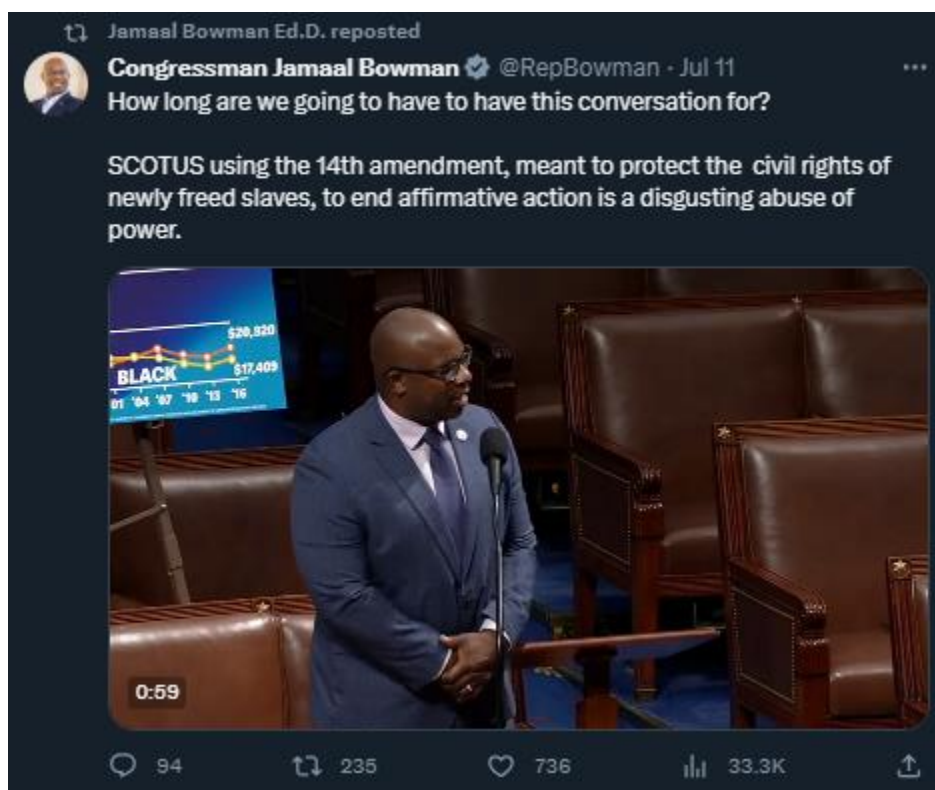 Jamaal Bowman Ed.D. reposted
Congressman Jamaal Bowman @RepBowman · Jul 11
How long are we going to have to have this conversation for?
SCOTUS using the 14th amendment, meant to protect the civil rights of
newly freed slaves, to end affirmative action is a disgusting abuse of
power.
$20,920
BLACK
$17,409
01 '04 '07 '10 '13 '16
0:59
94 235 736 33.3K